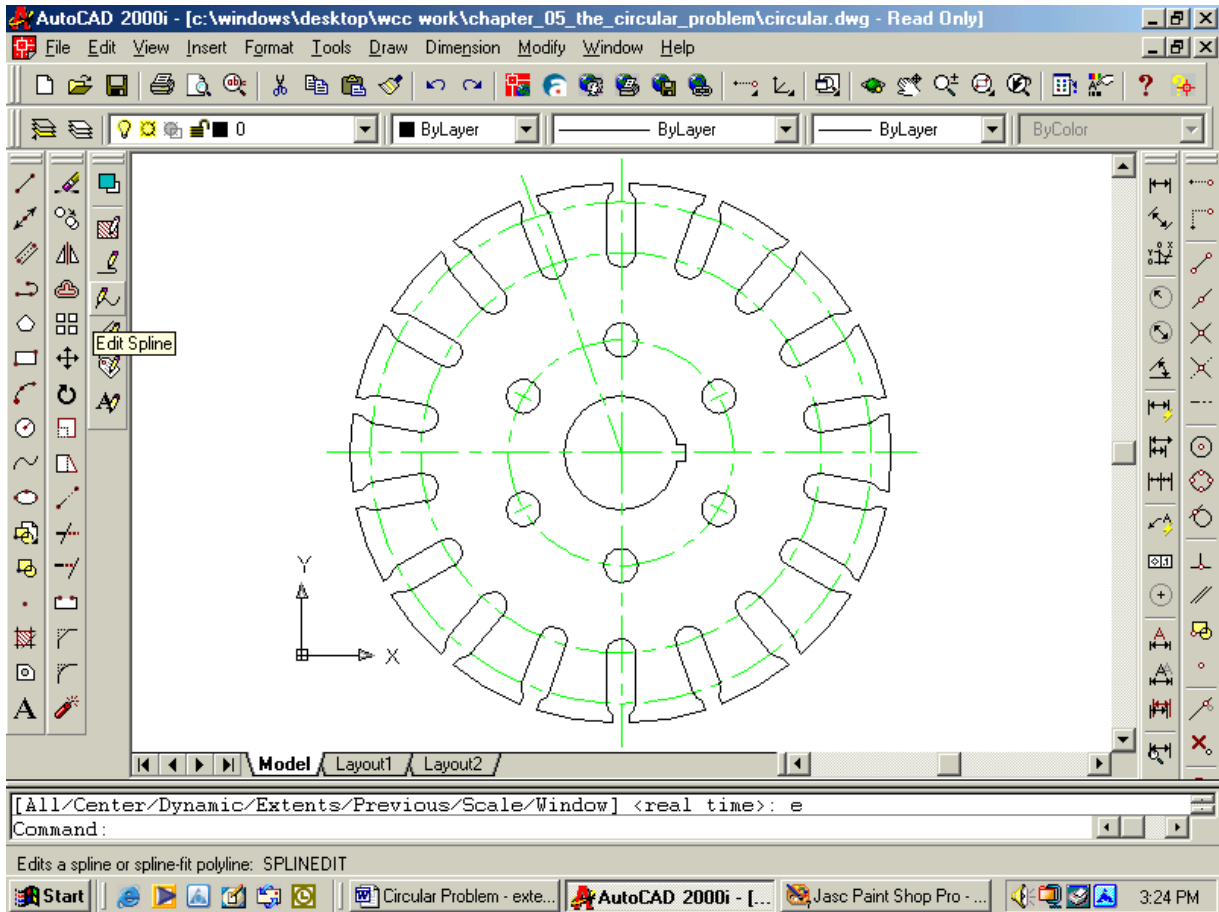 AutoCAD 2000i - [c:\windows\desktop\wcc work\chapter_05_the_circular_problem\circular.dwg - Read Only]
File Edit View Insert Format Tools Draw Dimension Modify Window Help
0 ByLayer ByLayer ByLayer ByColor
Edit Spline
Y
X
Model Layout1 Layout2
[All/Center/Dynamic/Extents/Previous/Scale/Window] <real time>: e
Command:
Edits a spline or spline-fit polyline: SPLINEDIT
Start Circular Problem - exte... AutoCAD 2000i - [... Jasc Paint Shop Pro - ... 3:24 PM